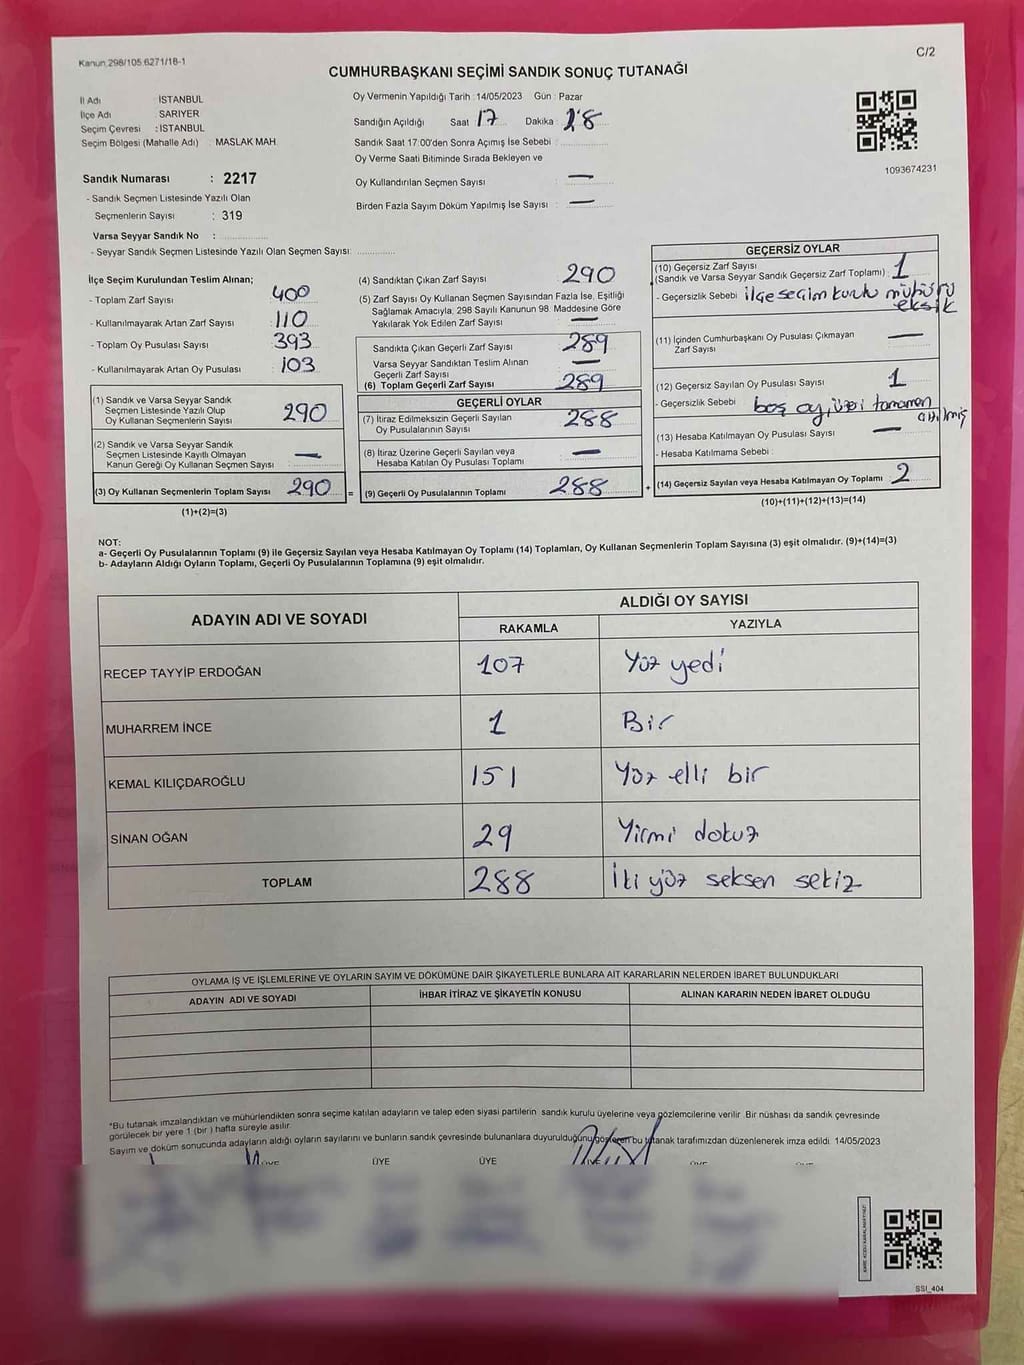 Kanun:298/105:6271/18-1
C/2
CUMHURBAŞKANI SEÇİMİ SANDIK SONUÇ TUTANAĞI
İl Adı : İSTANBUL
İlçe Adı : SARIYER
Seçim Çevresi : İSTANBUL
Seçim Bölgesi (Mahalle Adı) : MASLAK MAH.
Sandık Numarası : 2217
- Sandık Seçmen Listesinde Yazılı Olan
Seçmenlerin Sayısı : 319
Varsa Seyyar Sandık No :
- Seyyar Sandık Seçmen Listesinde Yazılı Olan Seçmen Sayısı:
Oy Vermenin Yapıldığı Tarih : 14/05/2023 Gün : Pazar
Sandığın Açıldığı Saat : 17 Dakika : 28
Sandık Saat 17:00'den Sonra Açımış İse Sebebi :
Oy Verme Saati Bitiminde Sırada Bekleyen ve
Oy Kullandırılan Seçmen Sayısı : —
Birden Fazla Sayım Döküm Yapılmış İse Sayısı : —
1093674231
İlçe Seçim Kurulundan Teslim Alınan;
- Toplam Zarf Sayısı : 400
- Kullanılmayarak Artan Zarf Sayısı : 110
- Toplam Oy Pusulası Sayısı : 393
- Kullanılmayarak Artan Oy Pusulası : 103
(1) Sandık ve Varsa Seyyar Sandık
Seçmen Listesinde Yazılı Olup
Oy Kullanan Seçmenlerin Sayısı : 290
(2) Sandık ve Varsa Seyyar Sandık
Seçmen Listesinde Kayıtlı Olmayan
Kanun Gereği Oy Kullanan Seçmen Sayısı : —
(3) Oy Kullanan Seçmenlerin Toplam Sayısı : 290 =
(1)+(2)=(3)
(4) Sandıktan Çıkan Zarf Sayısı : 290
(5) Zarf Sayısı Oy Kullanan Seçmen Sayısından Fazla İse, Eşitliği
Sağlamak Amacıyla, 298 Sayılı Kanunun 98. Maddesine Göre
Yakılarak Yok Edilen Zarf Sayısı : —
Sandıkta Çıkan Geçerli Zarf Sayısı : 289
Varsa Seyyar Sandıktan Teslim Alınan
Geçerli Zarf Sayısı : —
(6) Toplam Geçerli Zarf Sayısı : 289
GEÇERLİ OYLAR
(7) İtiraz Edilmeksizin Geçerli Sayılan
Oy Pusulalarının Sayısı : 288
(8) İtiraz Üzerine Geçerli Sayılan veya
Hesaba Katılan Oy Pusulası Toplamı : —
(9) Geçerli Oy Pusulalarının Toplamı : 288 +
GEÇERSİZ OYLAR
(10) Geçersiz Zarf Sayısı
(Sandık ve Varsa Seyyar Sandık Geçersiz Zarf Toplamı) : 1
- Geçersizlik Sebebi : ilçe seçim kurulu mühürü
eksik
(11) İçinden Cumhurbaşkanı Oy Pusulası Çıkmayan
Zarf Sayısı : —
(12) Geçersiz Sayılan Oy Pusulası Sayısı : 1
- Geçersizlik Sebebi : boş oy, üzeri tamamen
(13) Hesaba Katılmayan Oy Pusulası Sayısı : —
- Hesaba Katılmama Sebebi :
(14) Geçersiz Sayılan veya Hesaba Katılmayan Oy Toplamı : 2
(10)+(11)+(12)+(13)=(14)
NOT:
a- Geçerli Oy Pusulalarının Toplamı (9) ile Geçersiz Sayılan veya Hesaba Katılmayan Oy Toplamı (14) Toplamları, Oy Kullanan Seçmenlerin Toplam Sayısına (3) eşit olmalıdır. (9)+(14)=(3)
b- Adayların Aldığı Oyların Toplamı, Geçerli Oy Pusulalarının Toplamına (9) eşit olmalıdır.
ADAYIN ADI VE SOYADI
ALDIĞI OY SAYISI
RAKAMLA YAZIYLA
RECEP TAYYİP ERDOĞAN 107 Yüz yedi
MUHARREM İNCE 1 Bir
KEMAL KILIÇDAROĞLU 151 Yüz elli bir
SİNAN OĞAN 29 Yirmi dokuz
TOPLAM 288 İki yüz seksen sekiz
OYLAMA İŞ VE İŞLEMLERİNE VE OYLARIN SAYIM VE DÖKÜMÜNE DAİR ŞİKAYETLERLE BUNLARA AİT KARARLARIN NELERDEN İBARET BULUNDUKLARI
ADAYIN ADI VE SOYADI İHBAR İTİRAZ VE ŞİKAYETİN KONUSU ALINAN KARARIN NEDEN İBARET OLDUĞU
*Bu tutanak imzalandıktan ve mühürlendikten sonra seçime katılan adayların ve talep eden siyasi partilerin sandık kurulu üyelerine veya gözlemcilerine verilir. Bir nüshası da sandık çevresinde
görülecek bir yere 1 (bir) hafta süreyle asılır.
Sayım ve döküm sonucunda adayların aldığı oyların sayılarını ve bunların sandık çevresinde bulunanlara duyurulduğunu gösteren bu tutanak tarafımızdan düzenlenerek imza edildi. 14/05/2023
ÜYE ÜYE
SSI_404